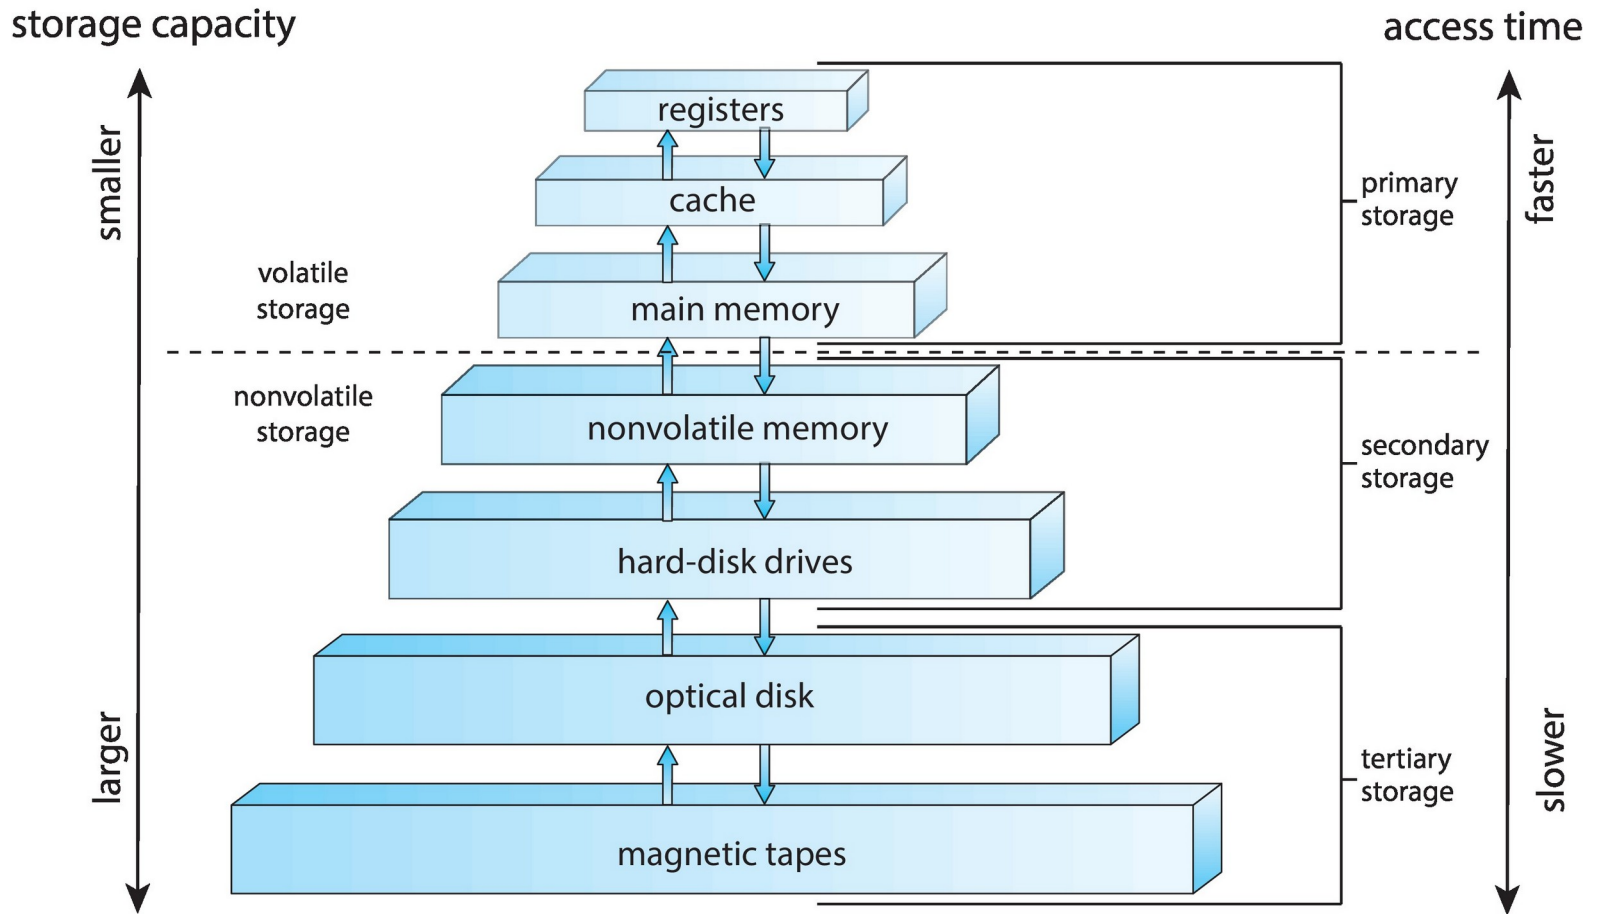 storage capacity
access time
smaller
larger
faster
slower
registers
cache
main memory
nonvolatile memory
hard-disk drives
optical disk
magnetic tapes
volatile
storage
nonvolatile
storage
primary
storage
secondary
storage
tertiary
storage